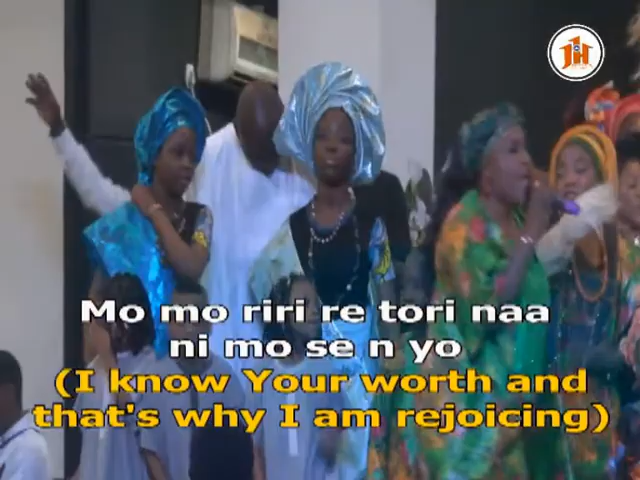 Mo mo riri re tori naa
ni mo se n yo
(I know Your worth and
that's why I am rejoicing)